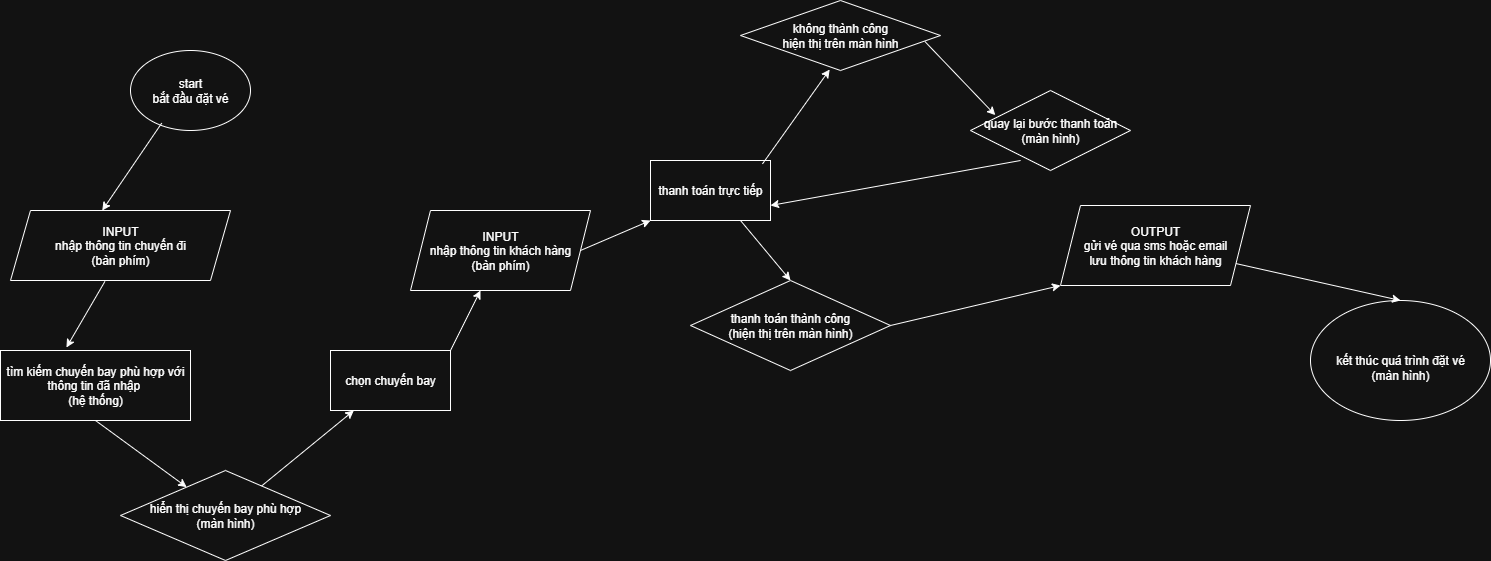 start
bắt đầu đặt vé
INPUT
nhập thông tin chuyến đi
(bàn phím)
tìm kiếm chuyến bay phù hợp với
thông tin đã nhập
(hệ thống)
hiển thị chuyến bay phù hợp
(màn hình)
chọn chuyến bay
INPUT
nhập thông tin khách hàng
(bàn phím)
thanh toán trực tiếp
không thành công
hiện thị trên màn hình
quay lại bước thanh toán
(màn hình)
thanh toán thành công
(hiện thị trên màn hình)
OUTPUT
gửi vé qua sms hoặc email
lưu thông tin khách hàng
kết thúc quá trình đặt vé
(màn hình)